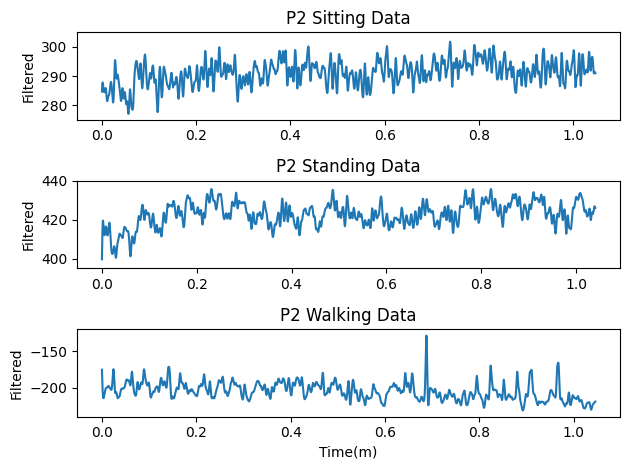 P2 Sitting Data
300
290
280
Filtered
0.0 0.2 0.4 0.6 0.8 1.0
P2 Standing Data
440
420
400
Filtered
0.0 0.2 0.4 0.6 0.8 1.0
P2 Walking Data
−150
−200
Filtered
0.0 0.2 0.4 0.6 0.8 1.0
Time(m)